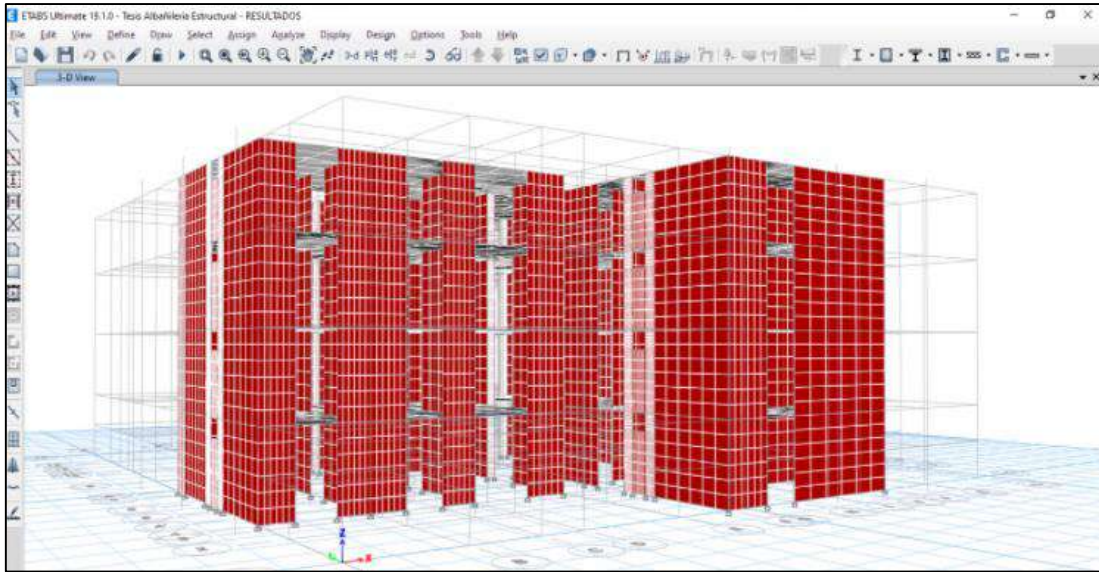 ETABS Ultimate 19.1.0 - Tesis Albañilería Estructural - RESULTADOS
File Edit View Define Draw Select Assign Analyze Display Design Options Tools Help
3-D View
Z
X